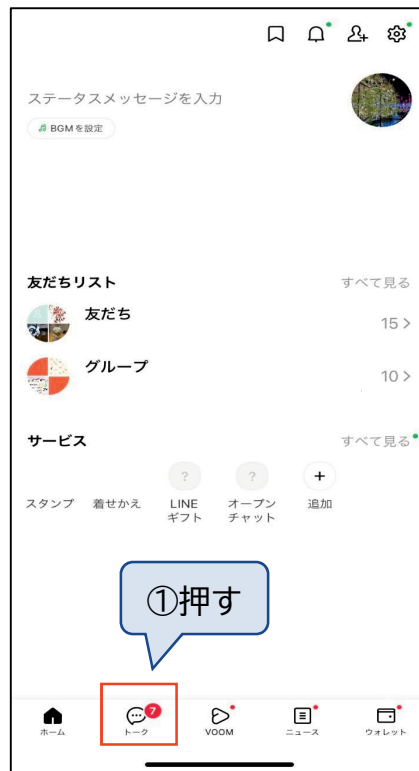 ステータスメッセージを入力
BGMを設定
友だちリスト すべて見る
友だち
15 >
グループ
10 >
サービス すべて見る
? ? +
スタンプ 着せかえ LINE ギフト オープン チャット 追加
①押す
7
ホーム トーク VOOM ニュース ウォレット